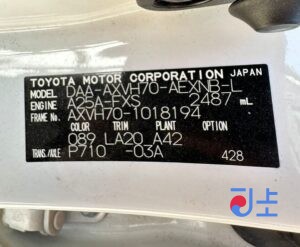 TOYOTA MOTOR CORPORATION JAPAN
MODEL DAA-AXVH70-AEXNB-L
ENGINE A25A-FXS 2487 mL
FRAME No. AXVH70-1018194
COLOR TRIM PLANT OPTION
089 LA20 A42
TRANS./AXLE P710 -03A 428